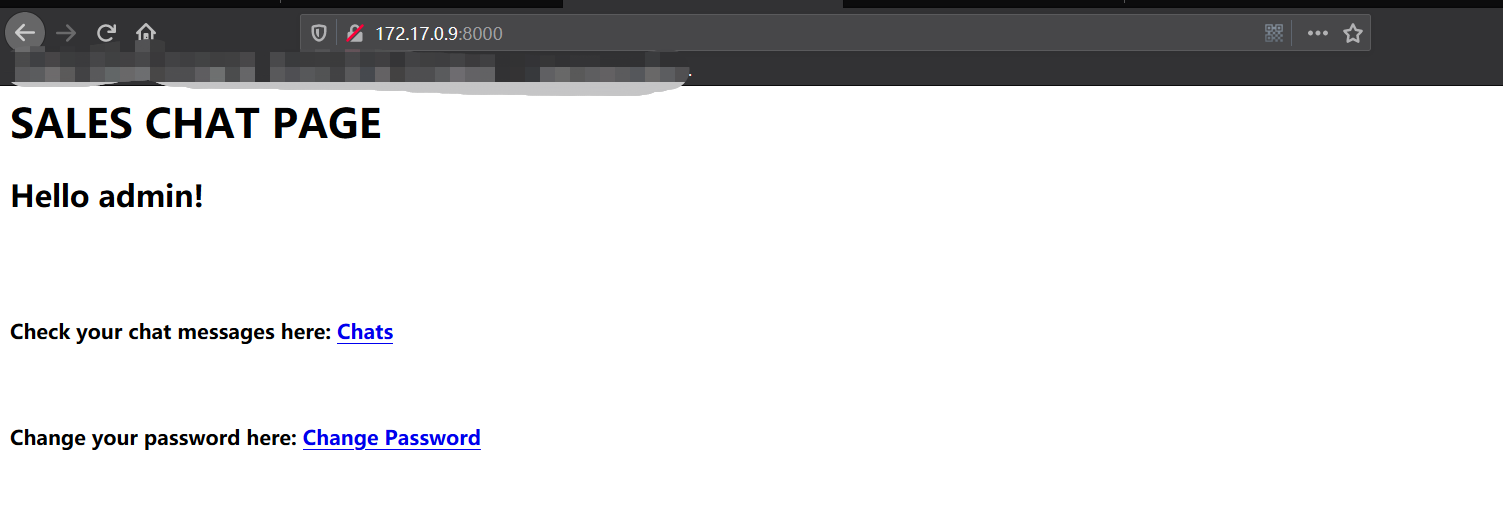 172.17.0.9:8000
SALES CHAT PAGE
Hello admin!
Check your chat messages here: Chats
Change your password here: Change Password